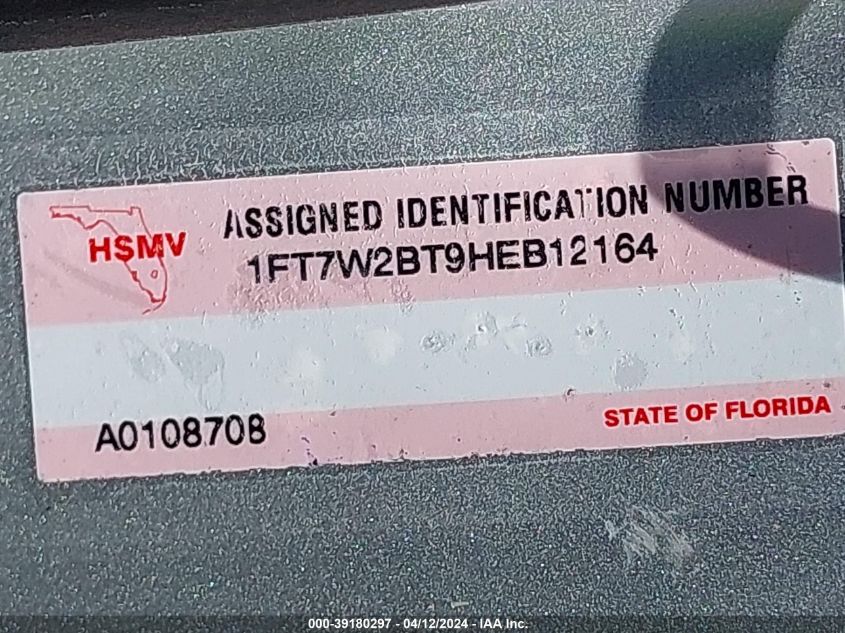 ASSIGNED IDENTIFICATION NUMBER
HSMV
1FT7W2BT9HEB12164
A0108708
STATE OF FLORIDA
000-39180297 - 04/12/2024 - IAA Inc.